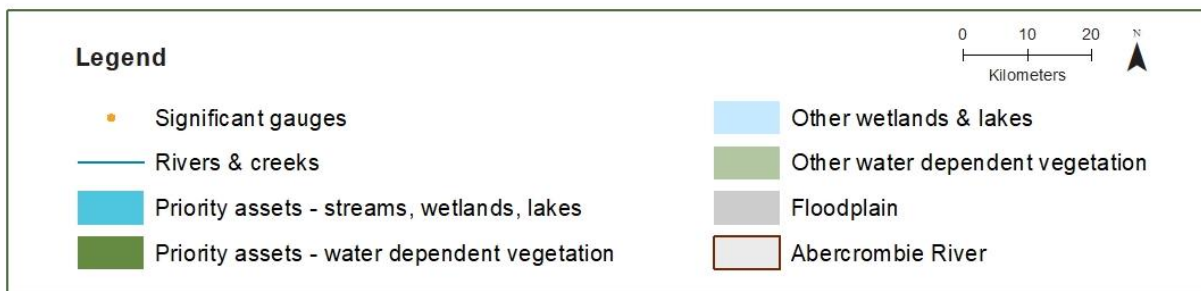 Legend
0 10 20
Kilometers
N
Significant gauges
Rivers & creeks
Priority assets - streams, wetlands, lakes
Priority assets - water dependent vegetation
Other wetlands & lakes
Other water dependent vegetation
Floodplain
Abercrombie River